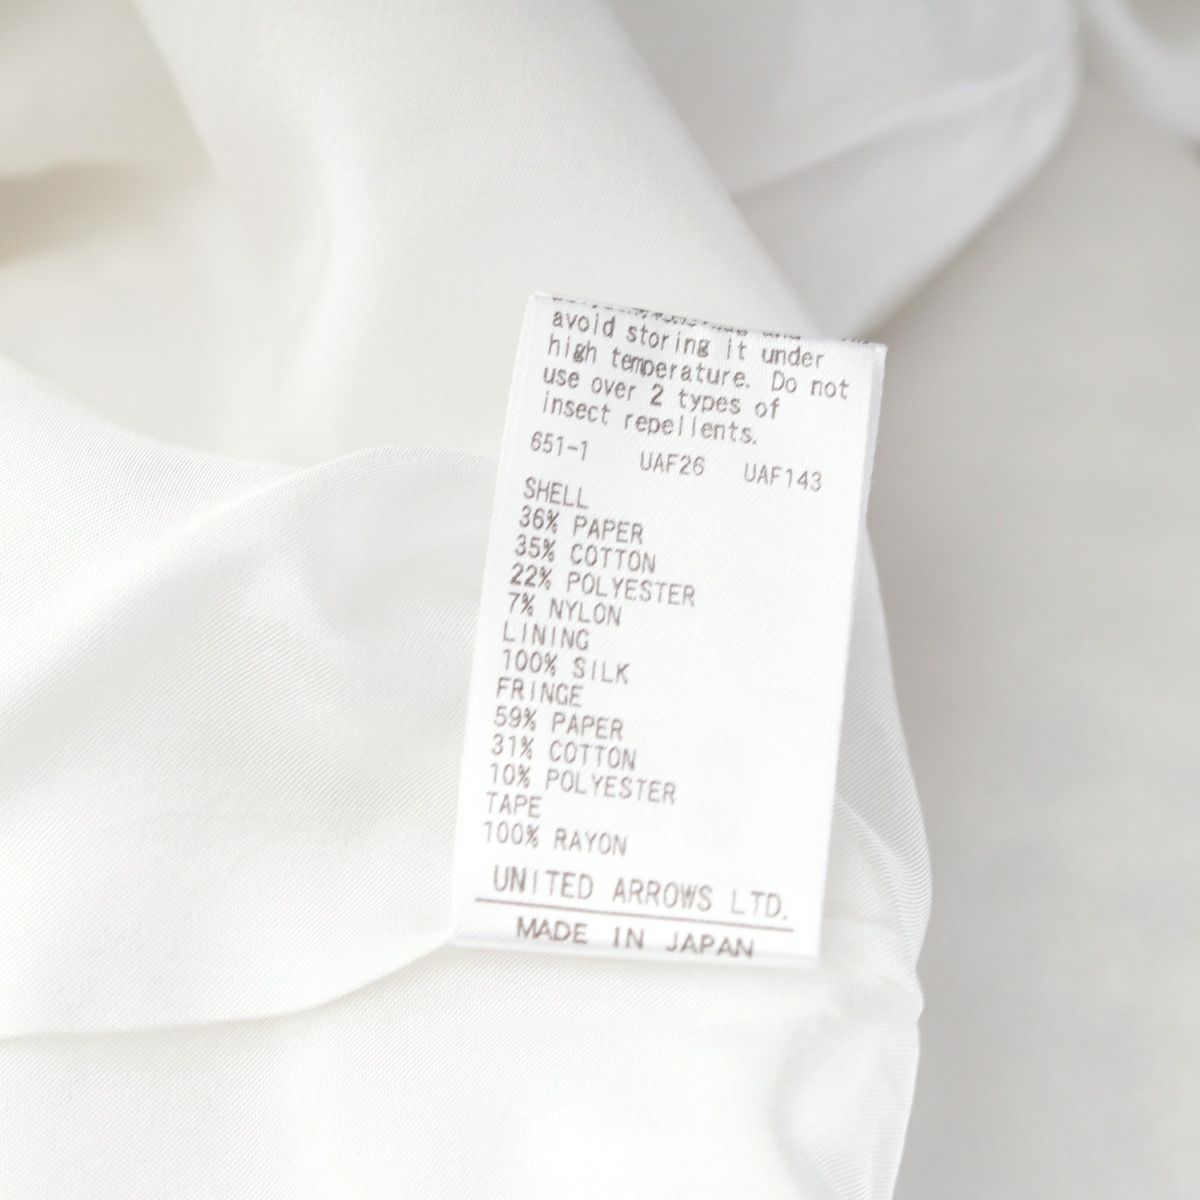 avoid storing it under
high temperature. Do not
use over 2 types of
insect repellents.
651-1 UAF26 UAF143
SHELL
36% PAPER
35% COTTON
22% POLYESTER
7% NYLON
LINING
100% SILK
FRINGE
59% PAPER
31% COTTON
10% POLYESTER
TAPE
100% RAYON
UNITED ARROWS LTD.
MADE IN JAPAN